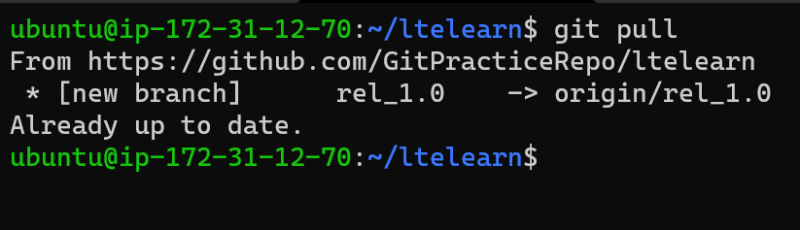 ubuntu@ip-172-31-12-70:~/ltelearn$ git pull
From https://github.com/GitPracticeRepo/ltelearn
 * [new branch]      rel_1.0    -> origin/rel_1.0
Already up to date.
ubuntu@ip-172-31-12-70:~/ltelearn$